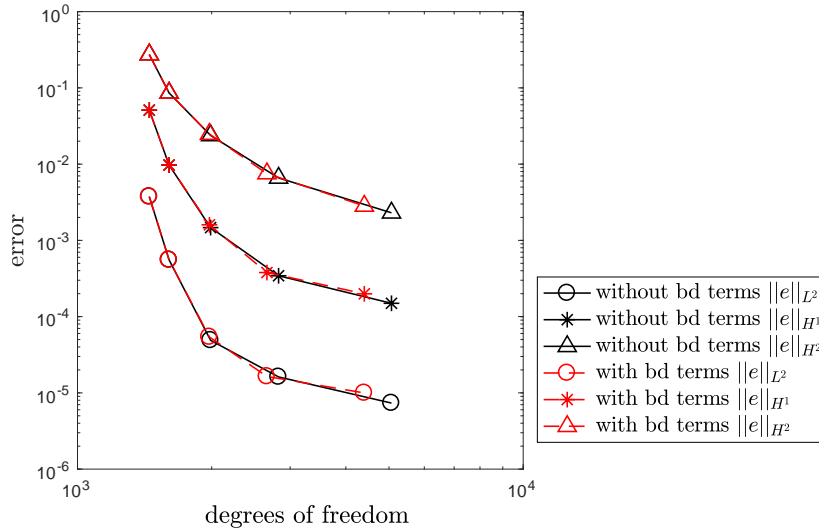 10^0
10^-1
10^-2
10^-3
10^-4
10^-5
10^-6
error
10^3
10^4
degrees of freedom
without bd terms ||e||_{L^2}
without bd terms ||e||_{H^1}
without bd terms ||e||_{H^2}
with bd terms ||e||_{L^2}
with bd terms ||e||_{H^1}
with bd terms ||e||_{H^2}